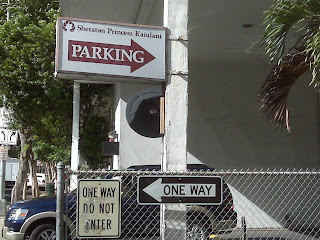 Sheraton Princess Kaiulani
PARKING
ONE WAY
DO NOT
ENTER
ONE WAY